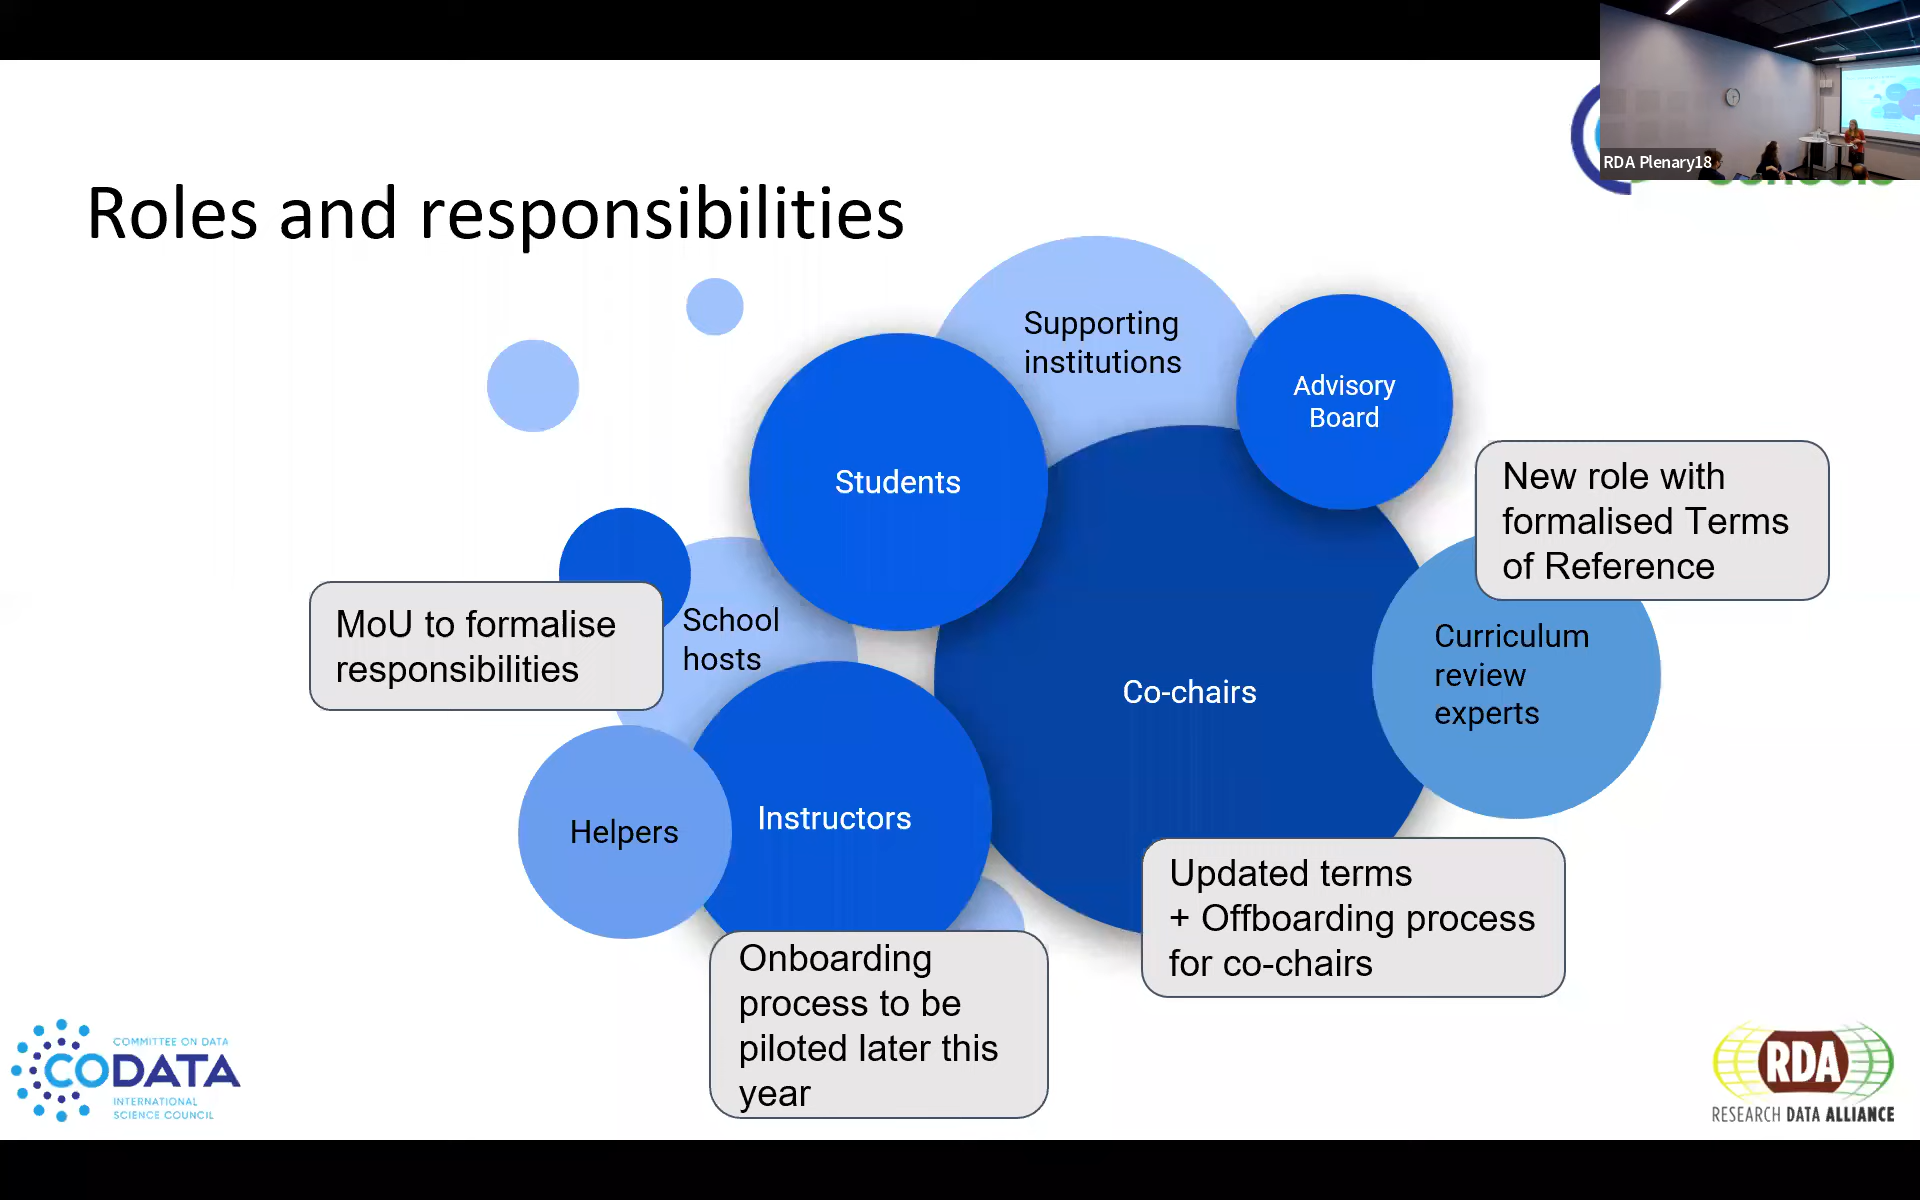 RDA Plenary18
Roles and responsibilities
Supporting
institutions
Advisory
Board
Students
New role with
formalised Terms
of Reference
MoU to formalise
responsibilities
School
hosts
Curriculum
review
experts
Co-chairs
Helpers
Instructors
Updated terms
+ Offboarding process
for co-chairs
Onboarding
process to be
piloted later this
year
COMMITTEE ON DATA
CODATA
INTERNATIONAL
SCIENCE COUNCIL
RDA
RESEARCH DATA ALLIANCE